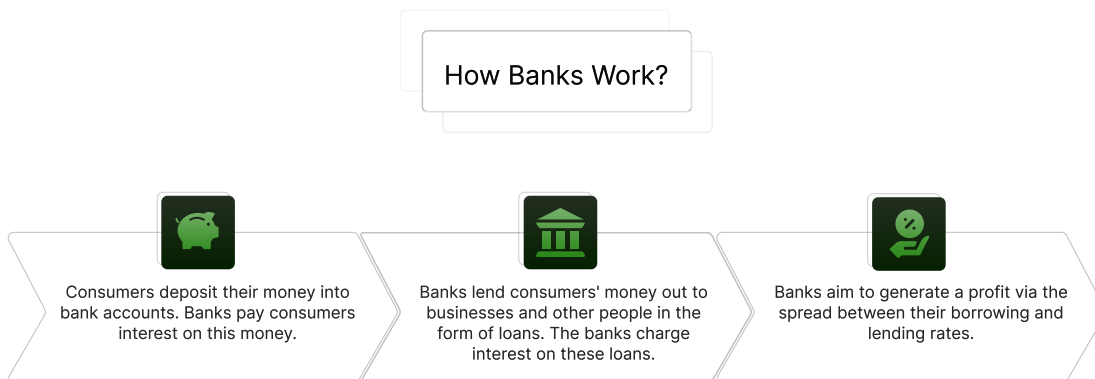 How Banks Work?
Consumers deposit their money into
bank accounts. Banks pay consumers
interest on this money.
Banks lend consumers' money out to
businesses and other people in the
form of loans. The banks charge
interest on these loans.
Banks aim to generate a profit via the
spread between their borrowing and
lending rates.